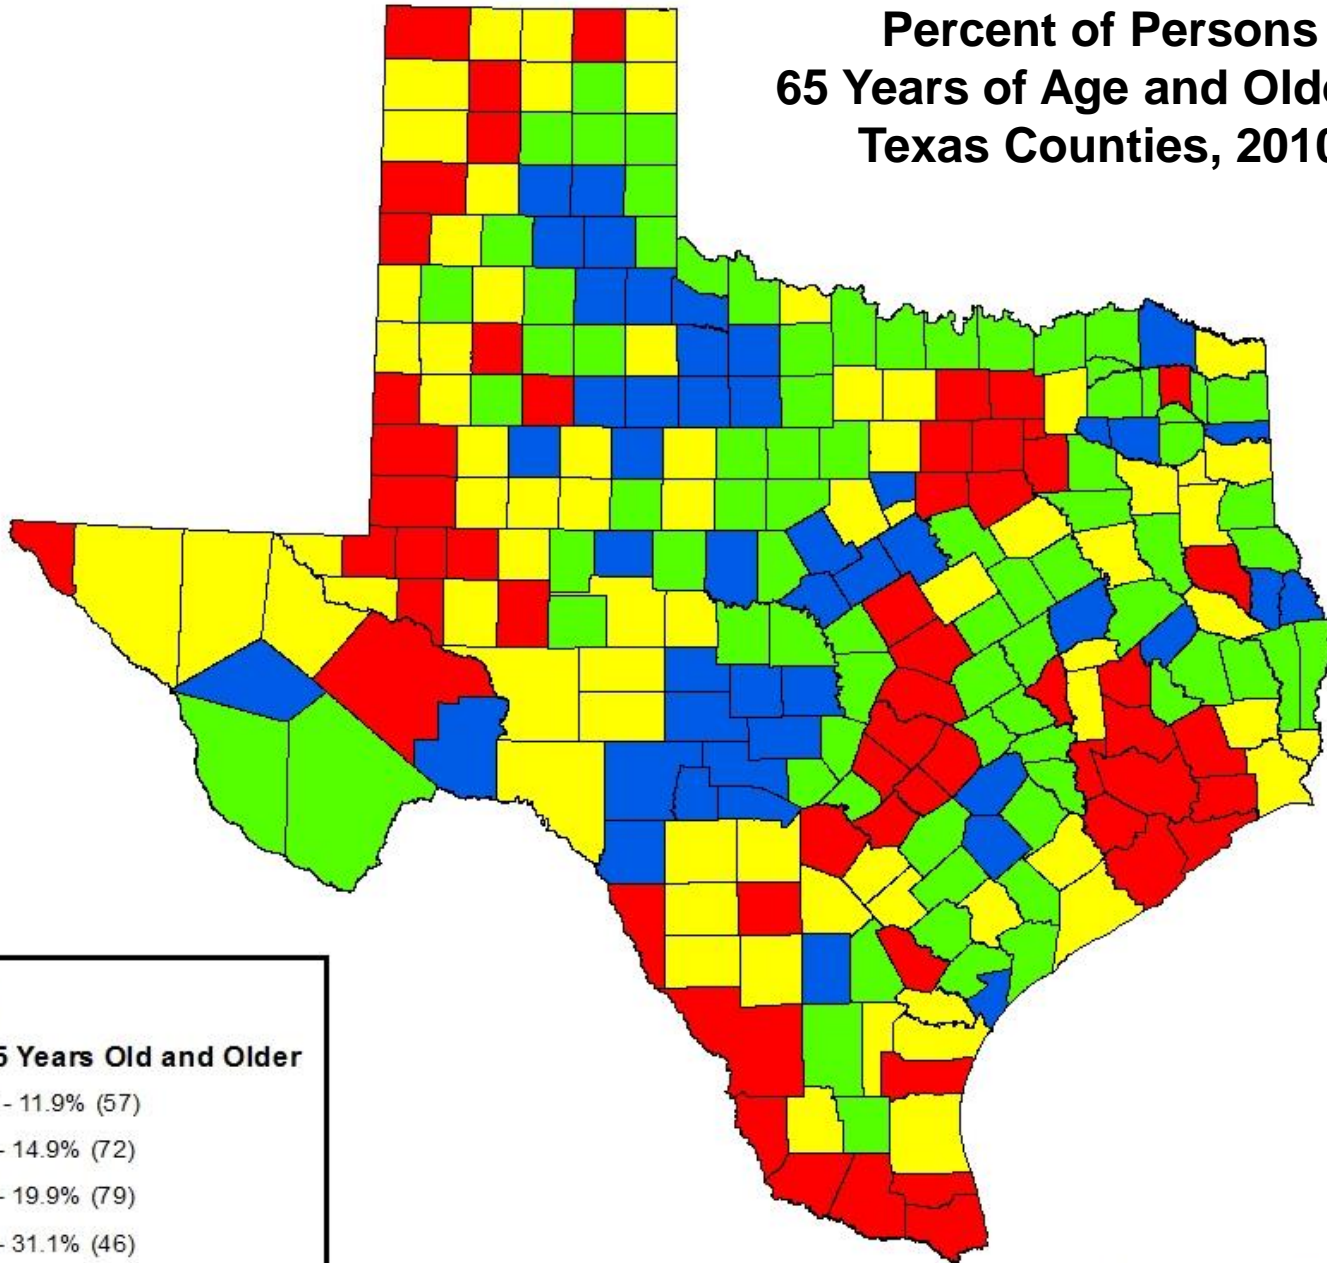 Percent of Persons
65 Years of Age and Olde
Texas Counties, 2010
5 Years Old and Older
- 11.9% (57)
- 14.9% (72)
- 19.9% (79)
- 31.1% (46)